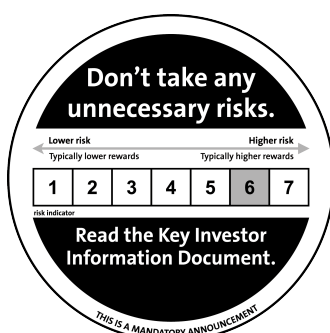 Don't take any
unnecessary risks.
Lower risk Higher risk
Typically lower rewards Typically higher rewards
1 2 3 4 5 6 7
risk indicator
Read the Key Investor
Information Document.
THIS IS A MANDATORY ANNOUNCEMENT